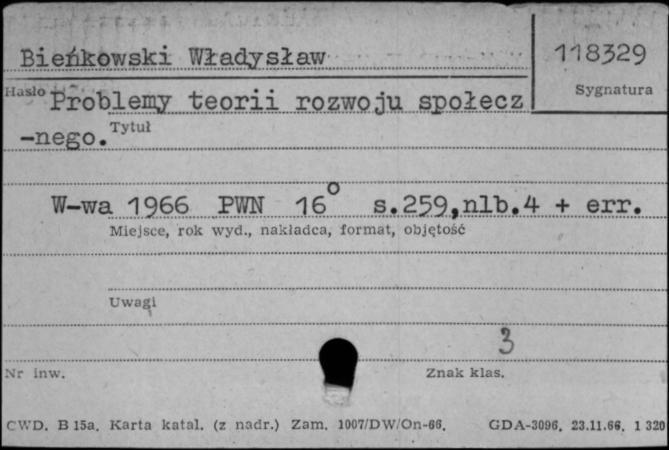 Bieńkowski Władysław
118329
Hasło
Sygnatura
Problemy teorii rozwoju społecz
-nego.
Tytuł
W-wa 1966 PWN 16° s.259,nlb.4 + err.
Miejsce, rok wyd., nakładca, format, objętość
Uwagi
3
Nr inw.
Znak klas.
CWD. B 15a. Karta katal. (z nadr.) Zam. 1007/DW/On-66. GDA-3096. 23.11.66. 1 320